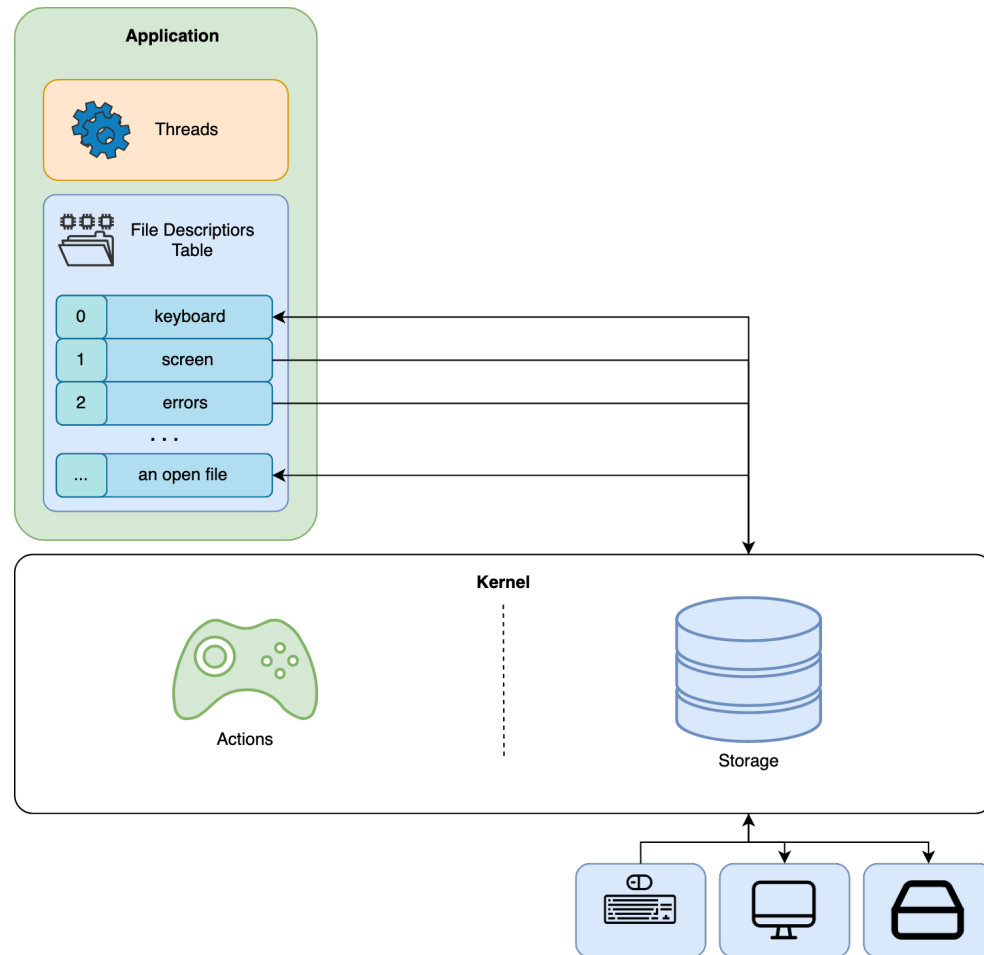 Application
Threads
File Descriptiors
Table
0 keyboard
1 screen
2 errors
. . .
... an open file
Kernel
Actions
Storage